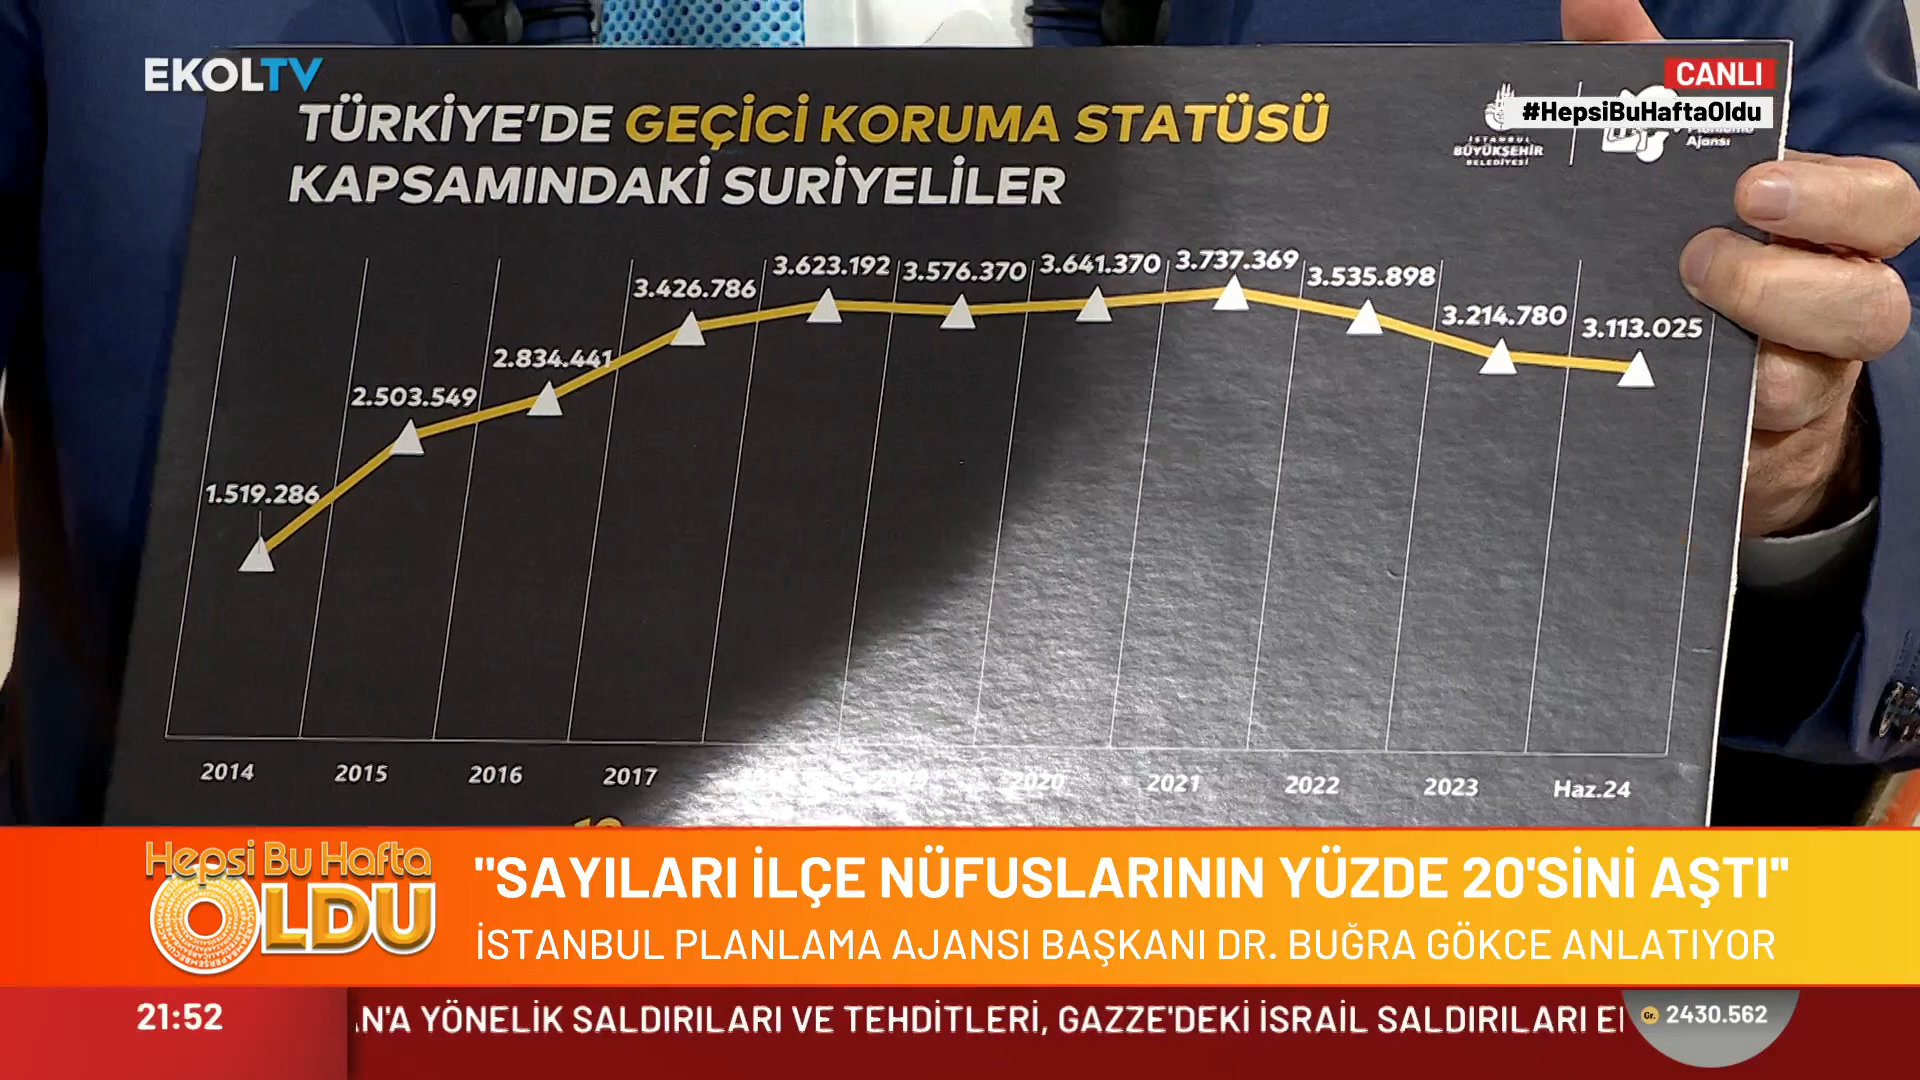 EKOLTV
CANLI
#HepsiBuHaftaOldu
TÜRKİYE'DE GEÇİCİ KORUMA STATÜSÜ
KAPSAMINDAKİ SURİYELİLER
İSTANBUL
BÜYÜKŞEHİR
BELEDİYESİ
Planlama
Ajansı
1.519.286
2.503.549
2.834.441
3.426.786
3.623.192
3.576.370
3.641.370
3.737.369
3.535.898
3.214.780
3.113.025
2014 2015 2016 2017 2019 2020 2021 2022 2023 Haz.24
Hepsi Bu Hafta
OLDU
"SAYILARI İLÇE NÜFUSLARININ YÜZDE 20'SİNİ AŞTI"
İSTANBUL PLANLAMA AJANSI BAŞKANI DR. BUĞRA GÖKCE ANLATIYOR
21:52
N'A YÖNELİK SALDIRILARI VE TEHDİTLERİ, GAZZE'DEKİ İSRAİL SALDIRILARI E
Gr. 2430.562